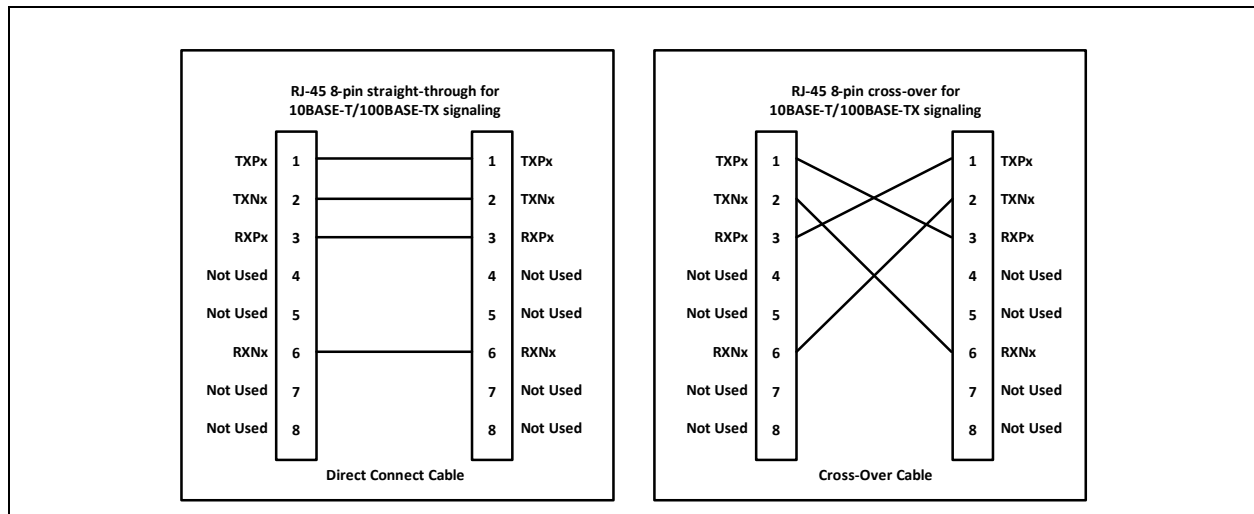 RJ-45 8-pin straight-through for
10BASE-T/100BASE-TX signaling
TXPx 1 1 TXPx
TXNx 2 2 TXNx
RXPx 3 3 RXPx
Not Used 4 4 Not Used
Not Used 5 5 Not Used
RXNx 6 6 RXNx
Not Used 7 7 Not Used
Not Used 8 8 Not Used
Direct Connect Cable
RJ-45 8-pin cross-over for
10BASE-T/100BASE-TX signaling
TXPx 1 1 TXPx
TXNx 2 2 TXNx
RXPx 3 3 RXPx
Not Used 4 4 Not Used
Not Used 5 5 Not Used
RXNx 6 6 RXNx
Not Used 7 7 Not Used
Not Used 8 8 Not Used
Cross-Over Cable